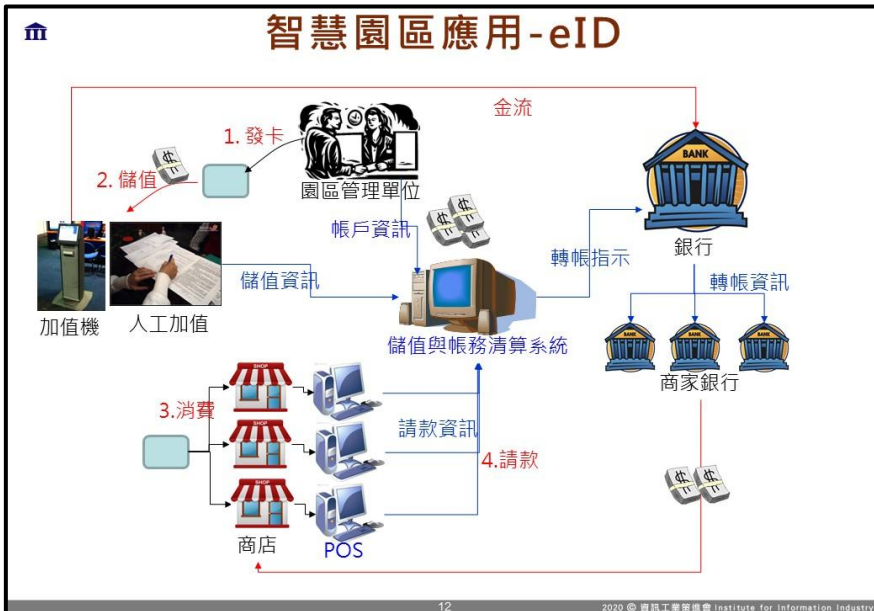 智慧園區應用-eID
金流
1. 發卡
BANK
2. 儲值
園區管理單位
帳戶資訊
銀行
轉帳指示
儲值資訊
轉帳資訊
加值機
人工加值
儲值與帳務清算系統
商家銀行
SHOP
3.消費
請款資訊
SHOP
4.請款
SHOP
商店
POS
12
2020 © 資訊工業策進會 Institute for Information Industry